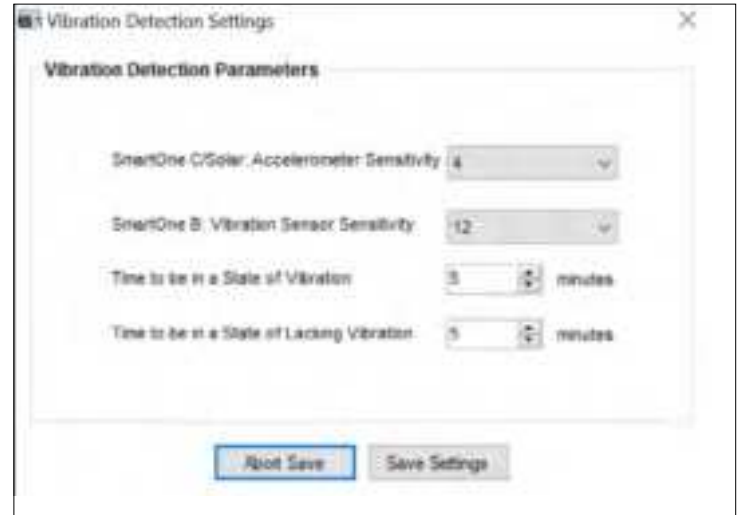 Vibration Detection Settings
Vibration Detection Parameters
SmartOne C/Solar: Accelerometer Sensitivity 4
SmartOne B: Vibration Sensor Sensitivity 12
Time to be in a State of Vibration 5 minutes
Time to be in a State of Lacking Vibration 5 minutes
Abort Save Save Settings